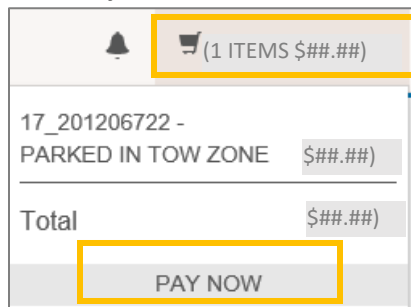 (1 ITEMS $##.##)
17_201206722 -
PARKED IN TOW ZONE $##.##)
Total $##.##)
PAY NOW